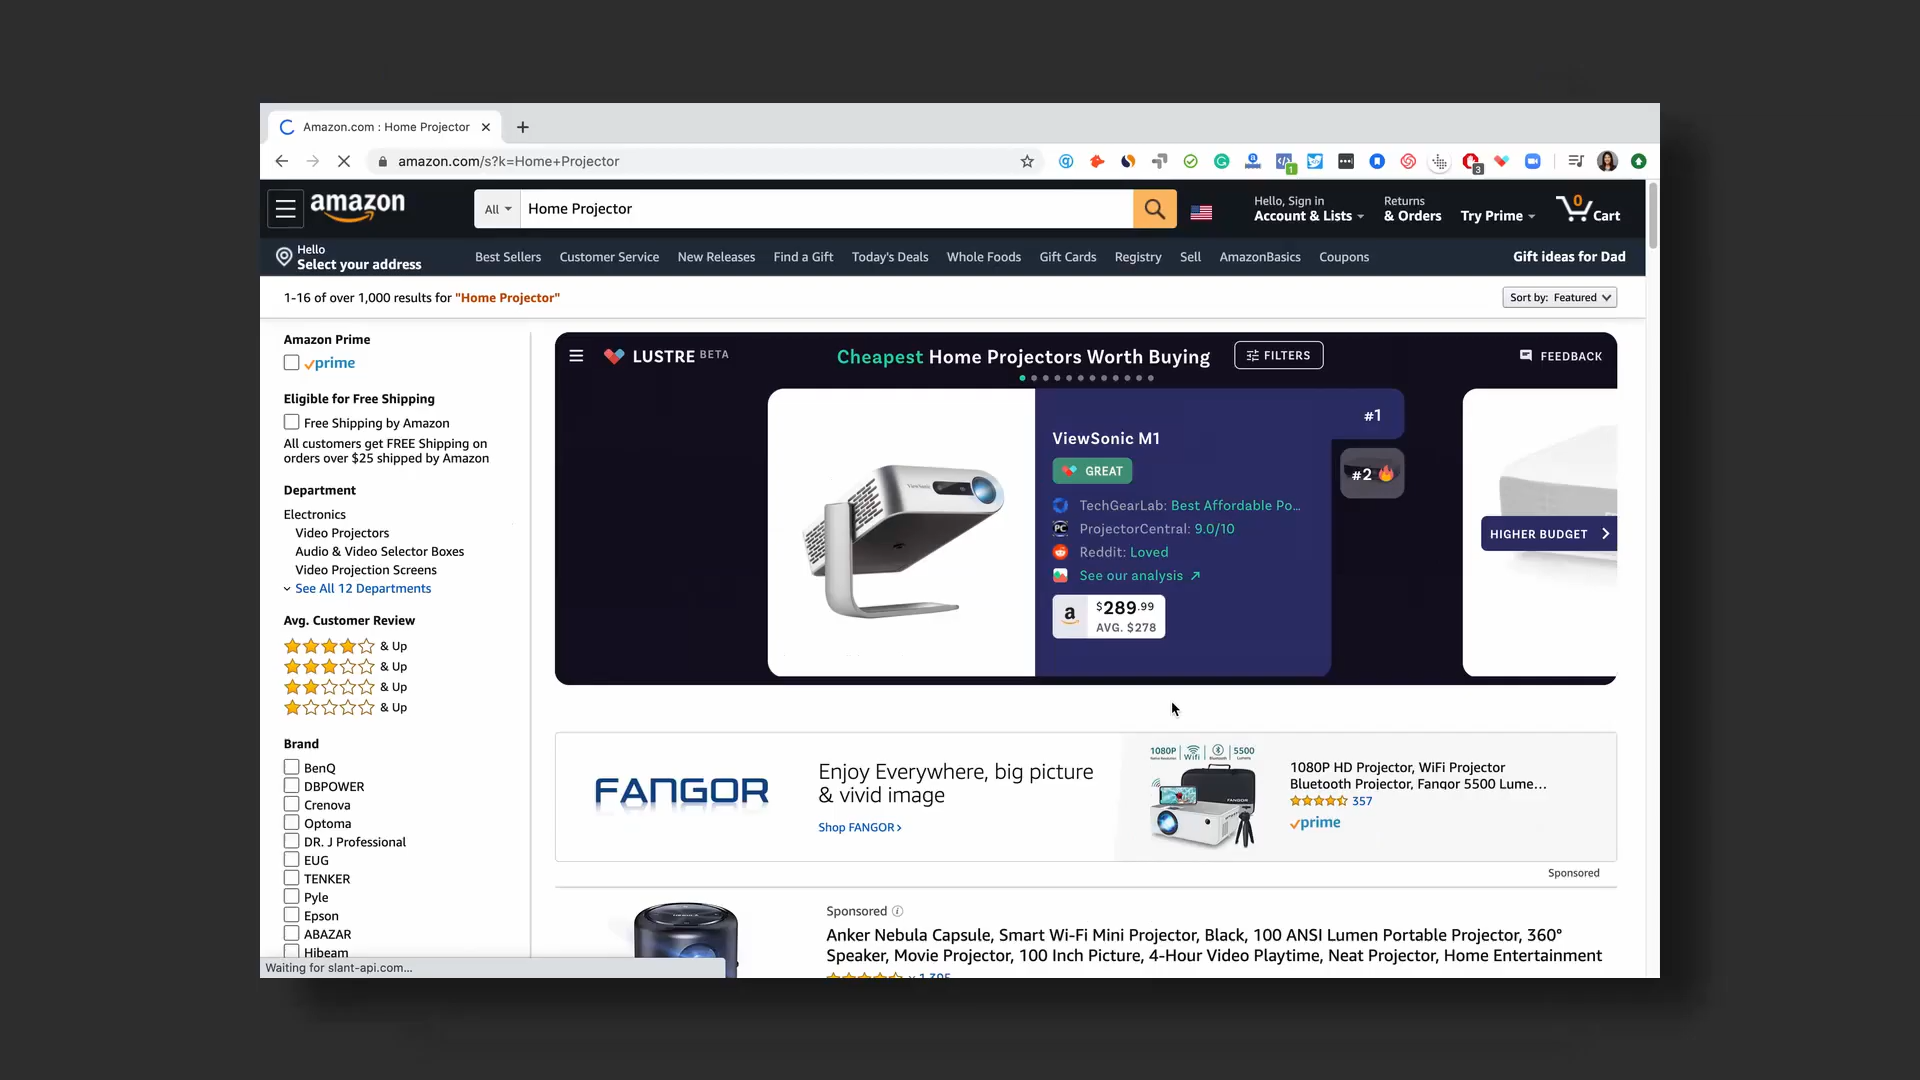 Amazon.com : Home Projector
amazon.com/s?k=Home+Projector
1
3
amazon
All
Home Projector
Hello, Sign in
Account & Lists
Returns
& Orders
Try Prime
0
Cart
Hello
Select your address
Best Sellers
Customer Service
New Releases
Find a Gift
Today's Deals
Whole Foods
Gift Cards
Registry
Sell
AmazonBasics
Coupons
Gift ideas for Dad
1-16 of over 1,000 results for "Home Projector"
Sort by: Featured
Amazon Prime
prime
Eligible for Free Shipping
Free Shipping by Amazon
All customers get FREE Shipping on
orders over $25 shipped by Amazon
Department
Electronics
Video Projectors
Audio & Video Selector Boxes
Video Projection Screens
See All 12 Departments
Avg. Customer Review
& Up
& Up
& Up
& Up
Brand
BenQ
DBPOWER
Crenova
Optoma
DR. J Professional
EUG
TENKER
Pyle
Epson
ABAZAR
Hibeam
Waiting for slant-api.com...
LUSTRE BETA
Cheapest Home Projectors Worth Buying
FILTERS
FEEDBACK
#1
ViewSonic M1
GREAT
#2
TechGearLab: Best Affordable Po...
PC
ProjectorCentral: 9.0/10
Reddit: Loved
See our analysis
a
$289.99
AVG. $278
HIGHER BUDGET
FANGOR
Enjoy Everywhere, big picture
& vivid image
Shop FANGOR
1080P
Wifi
5500
FANGOR
1080P HD Projector, WiFi Projector
Bluetooth Projector, Fangor 5500 Lume...
357
prime
Sponsored
Sponsored
Anker Nebula Capsule, Smart Wi-Fi Mini Projector, Black, 100 ANSI Lumen Portable Projector, 360°
Speaker, Movie Projector, 100 Inch Picture, 4-Hour Video Playtime, Neat Projector, Home Entertainment